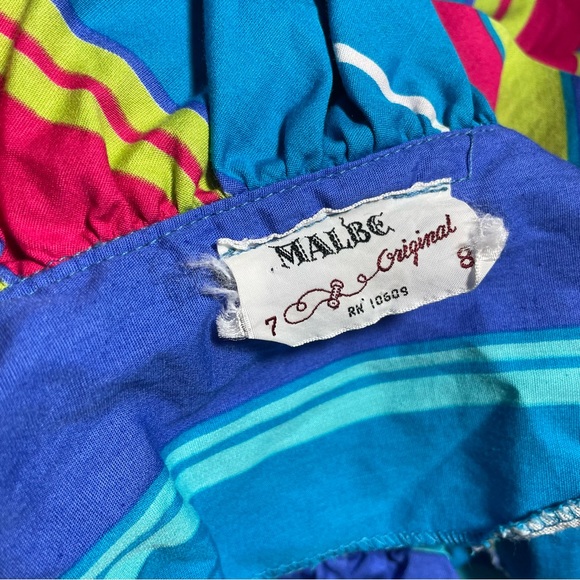 MALBE
Original
7 8
RN 10609